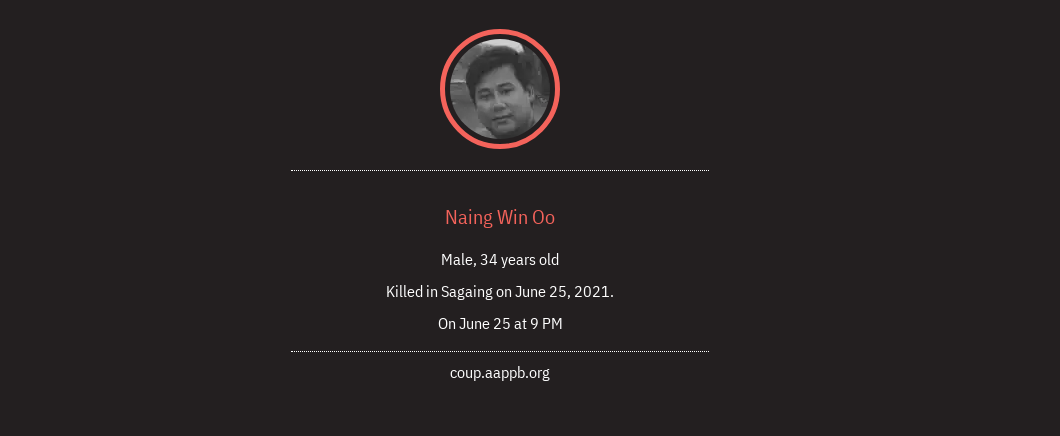 Naing Win Oo
Male, 34 years old
Killed in Sagaing on June 25, 2021.
On June 25 at 9 PM
coup.aappb.org